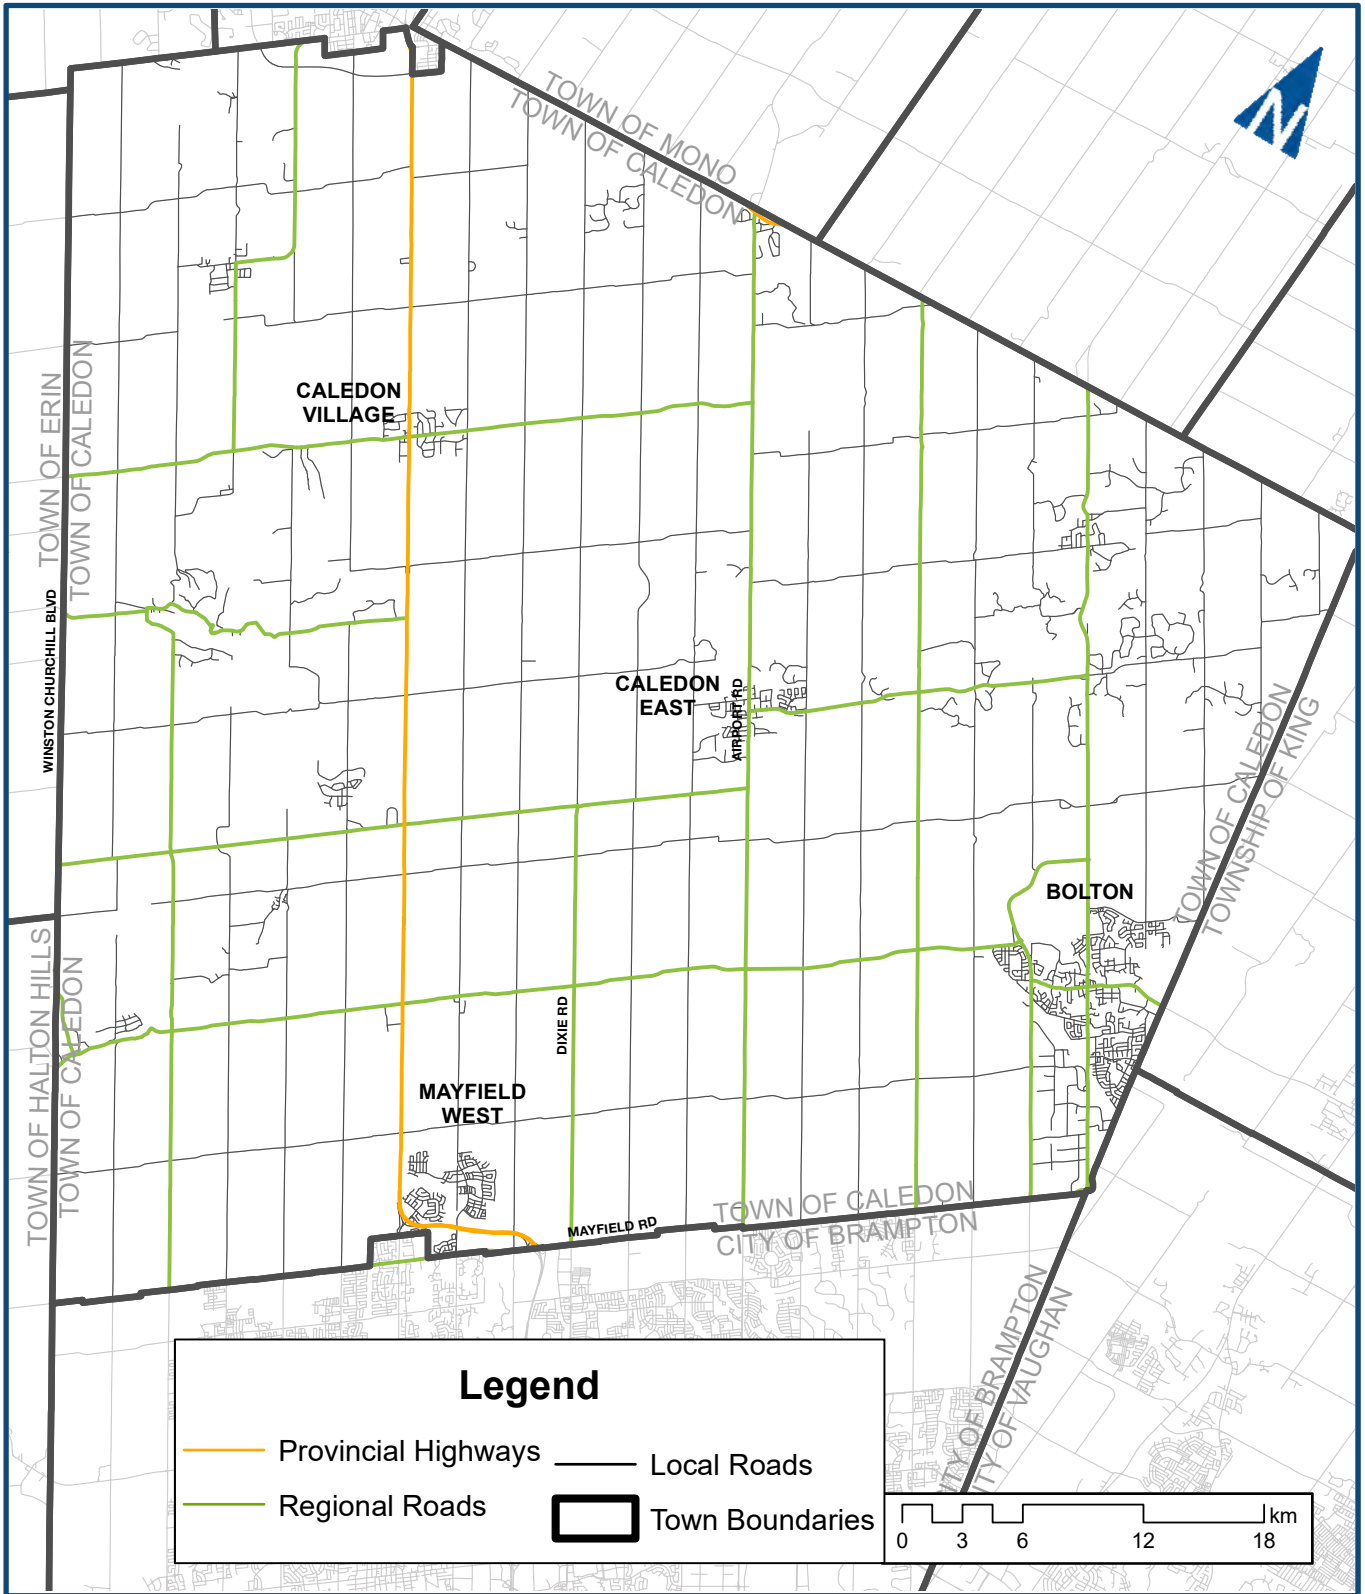 N
TOWN OF MONO
TOWN OF CALEDON
CALEDON
VILLAGE
TOWN OF ERIN
TOWN OF CALEDON
WINSTON CHURCHILL BLVD
CALEDON
EAST
AIRPORT RD
TOWN OF CALEDON
TOWNSHIP OF KING
BOLTON
TOWN OF HALTON HILLS
TOWN OF CALEDON
DIXIE RD
MAYFIELD
WEST
MAYFIELD RD
TOWN OF CALEDON
CITY OF BRAMPTON
CITY OF BRAMPTON
CITY OF VAUGHAN
Legend
Provincial Highways
Regional Roads
Local Roads
Town Boundaries
0 3 6 12 18 km